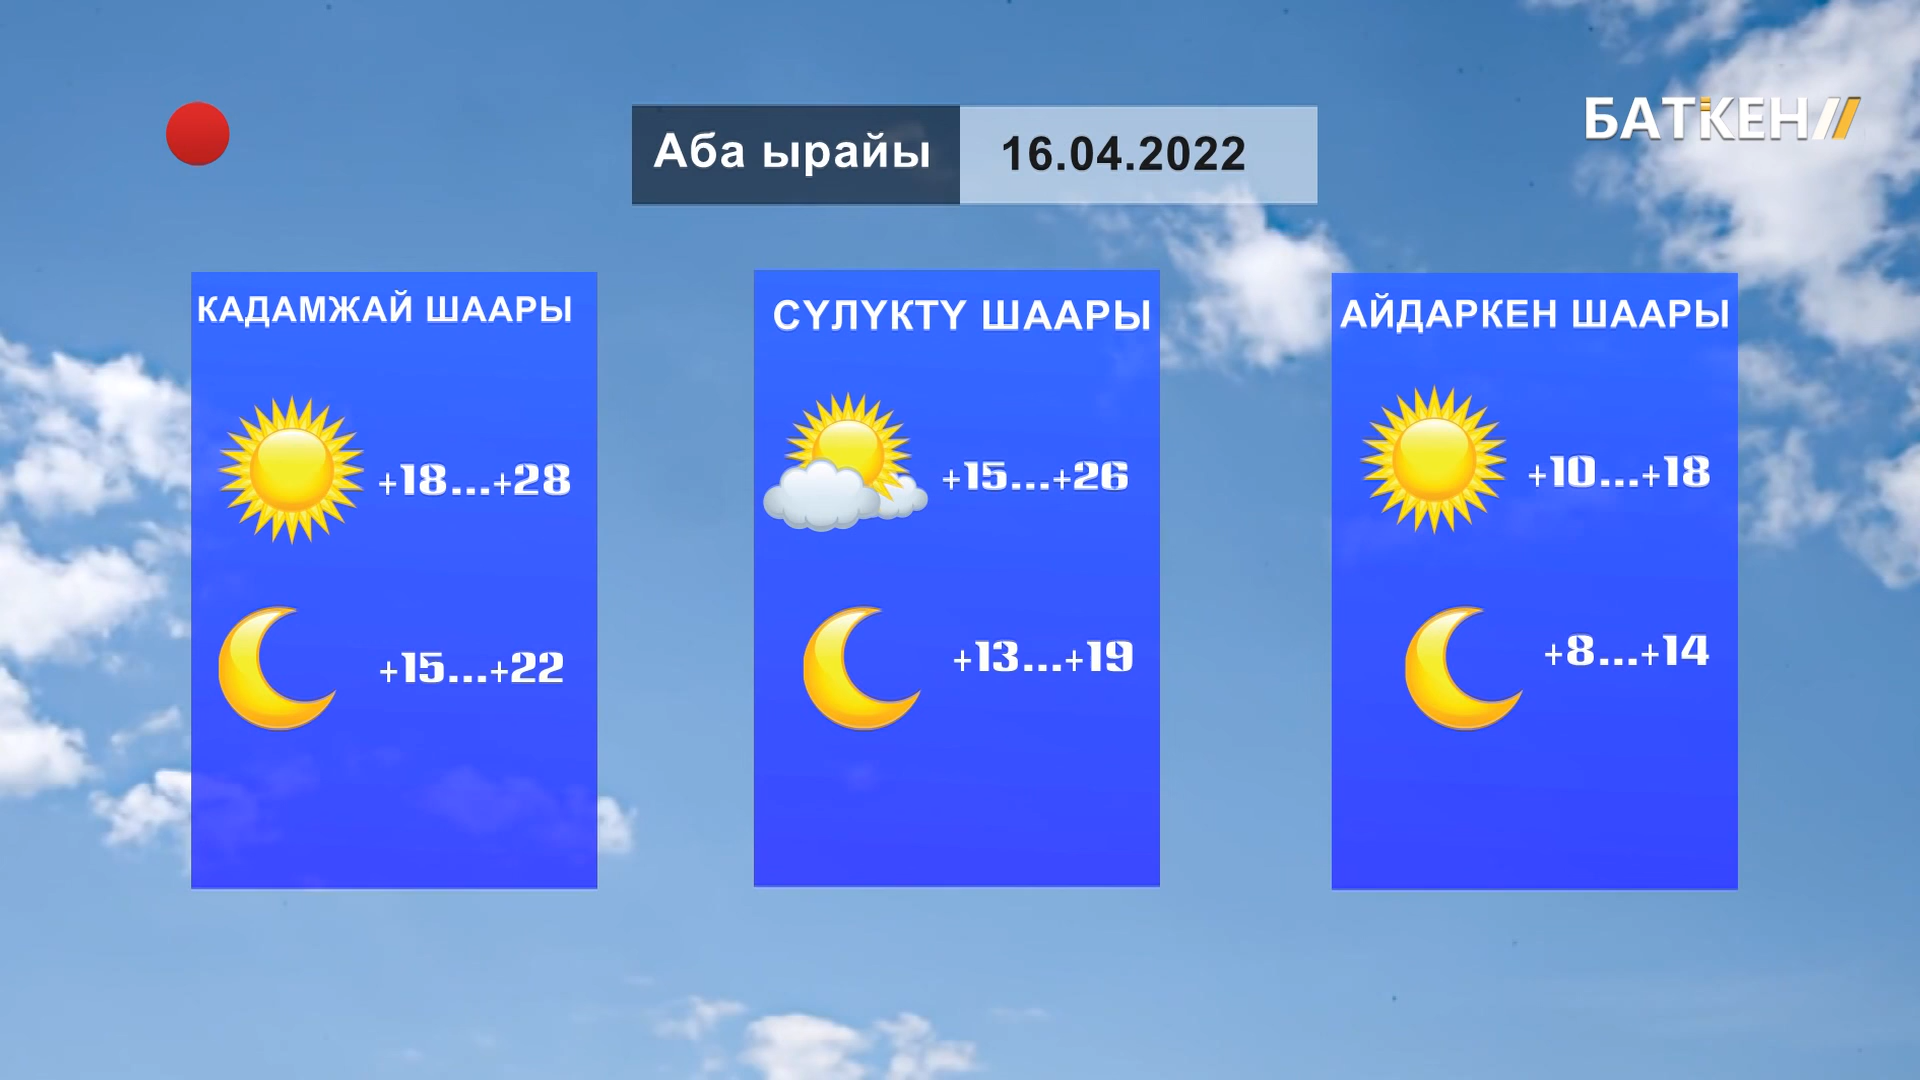 Аба ырайы
16.04.2022
БАТКЕН
КАДАМЖАЙ ШААРЫ
+18...+28
+15...+22
СҮЛҮКТҮ ШААРЫ
+15...+26
+13...+19
АЙДАРКЕН ШААРЫ
+10...+18
+8...+14